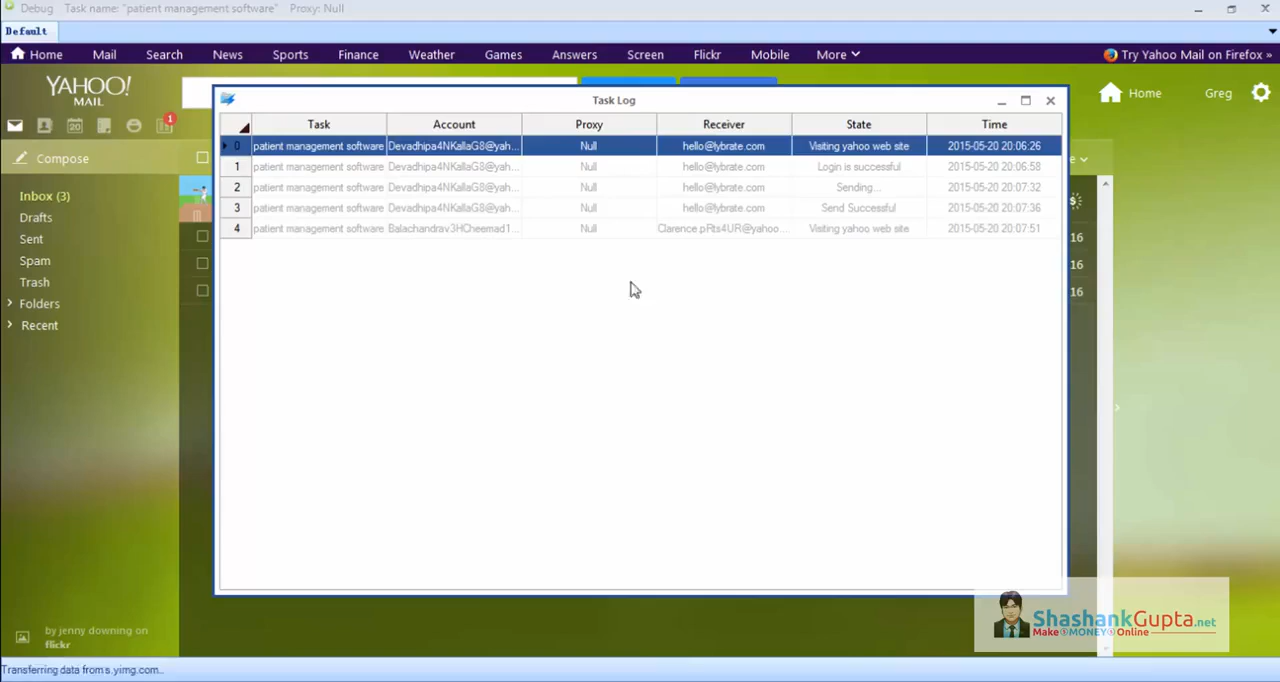 Debug Task name: "patient management software" Proxy: Null
Default
Home Mail Search News Sports Finance Weather Games Answers Screen Flickr Mobile More Try Yahoo Mail on Firefox »
YAHOO!
MAIL
Home Greg
20
1
Compose
Inbox (3)
Drafts
Sent
Spam
Trash
Folders
Recent
Task Log
Task Account Proxy Receiver State Time
0 patient management software Devadhipa4NKallaG8@yah... Null hello@lybrate.com Visiting yahoo web site 2015-05-20 20:06:26
1 patient management software Devadhipa4NKallaG8@yah... Null hello@lybrate.com Login is successful 2015-05-20 20:06:58
2 patient management software Devadhipa4NKallaG8@yah... Null hello@lybrate.com Sending... 2015-05-20 20:07:32
3 patient management software Devadhipa4NKallaG8@yah... Null hello@lybrate.com Send Successful 2015-05-20 20:07:36
4 patient management software Balachandrav3HCheemad1... Null Clarence.pRts4UR@yahoo... Visiting yahoo web site 2015-05-20 20:07:51
16
16
16
by jenny downing on
flickr
ShashankGupta.net
Make MONEY Online
Transferring data from s.yimg.com...